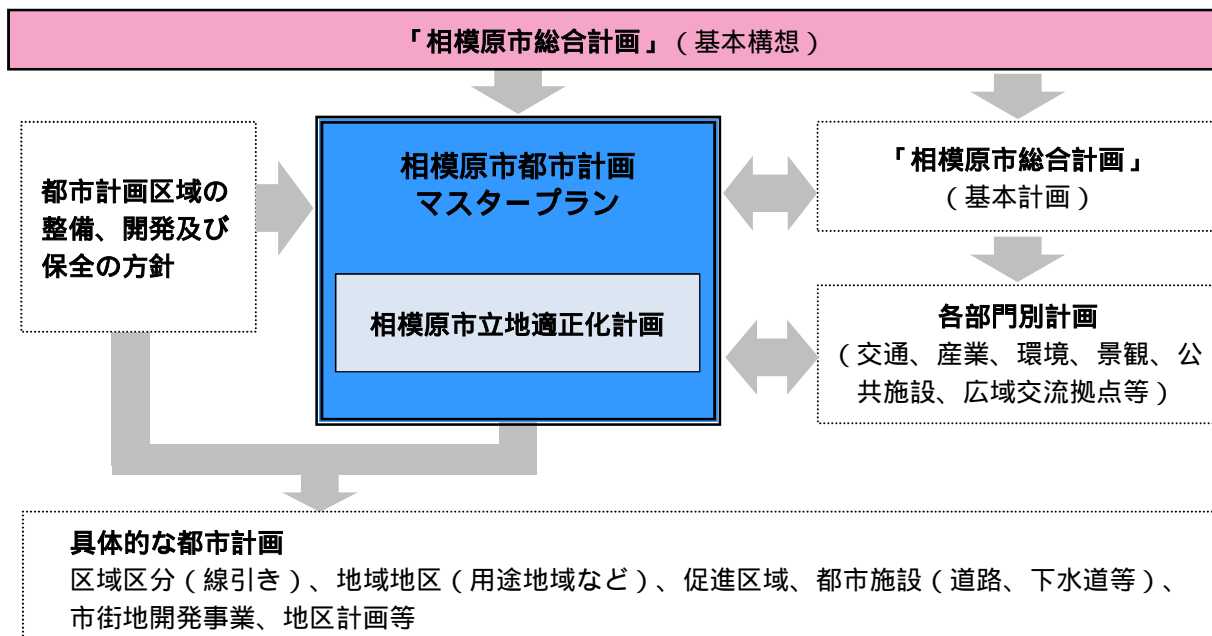 「相模原市総合計画」（基本構想）
都市計画区域の
整備、開発及び
保全の方針
相模原市都市計画
マスタープラン
相模原市立地適正化計画
「相模原市総合計画」
（基本計画）
各部門別計画
（交通、産業、環境、景観、公
共施設、広域交流拠点等）
具体的な都市計画
区域区分（線引き）、地域地区（用途地域など）、促進区域、都市施設（道路、下水道等）、
市街地開発事業、地区計画等